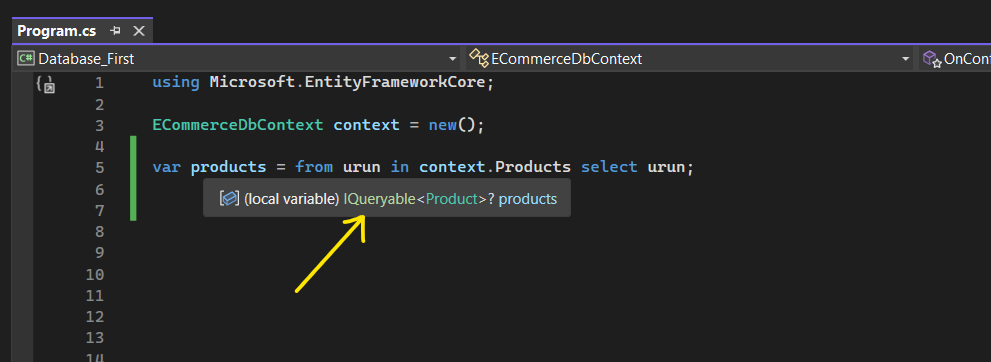 Program.cs
C# Database_First
ECommerceDbContext
OnCont
1 using Microsoft.EntityFrameworkCore;
2
3 ECommerceDbContext context = new();
4
5 var products = from urun in context.Products select urun;
6
(local variable) IQueryable<Product>? products
7
8
9
10
11
12
13
14